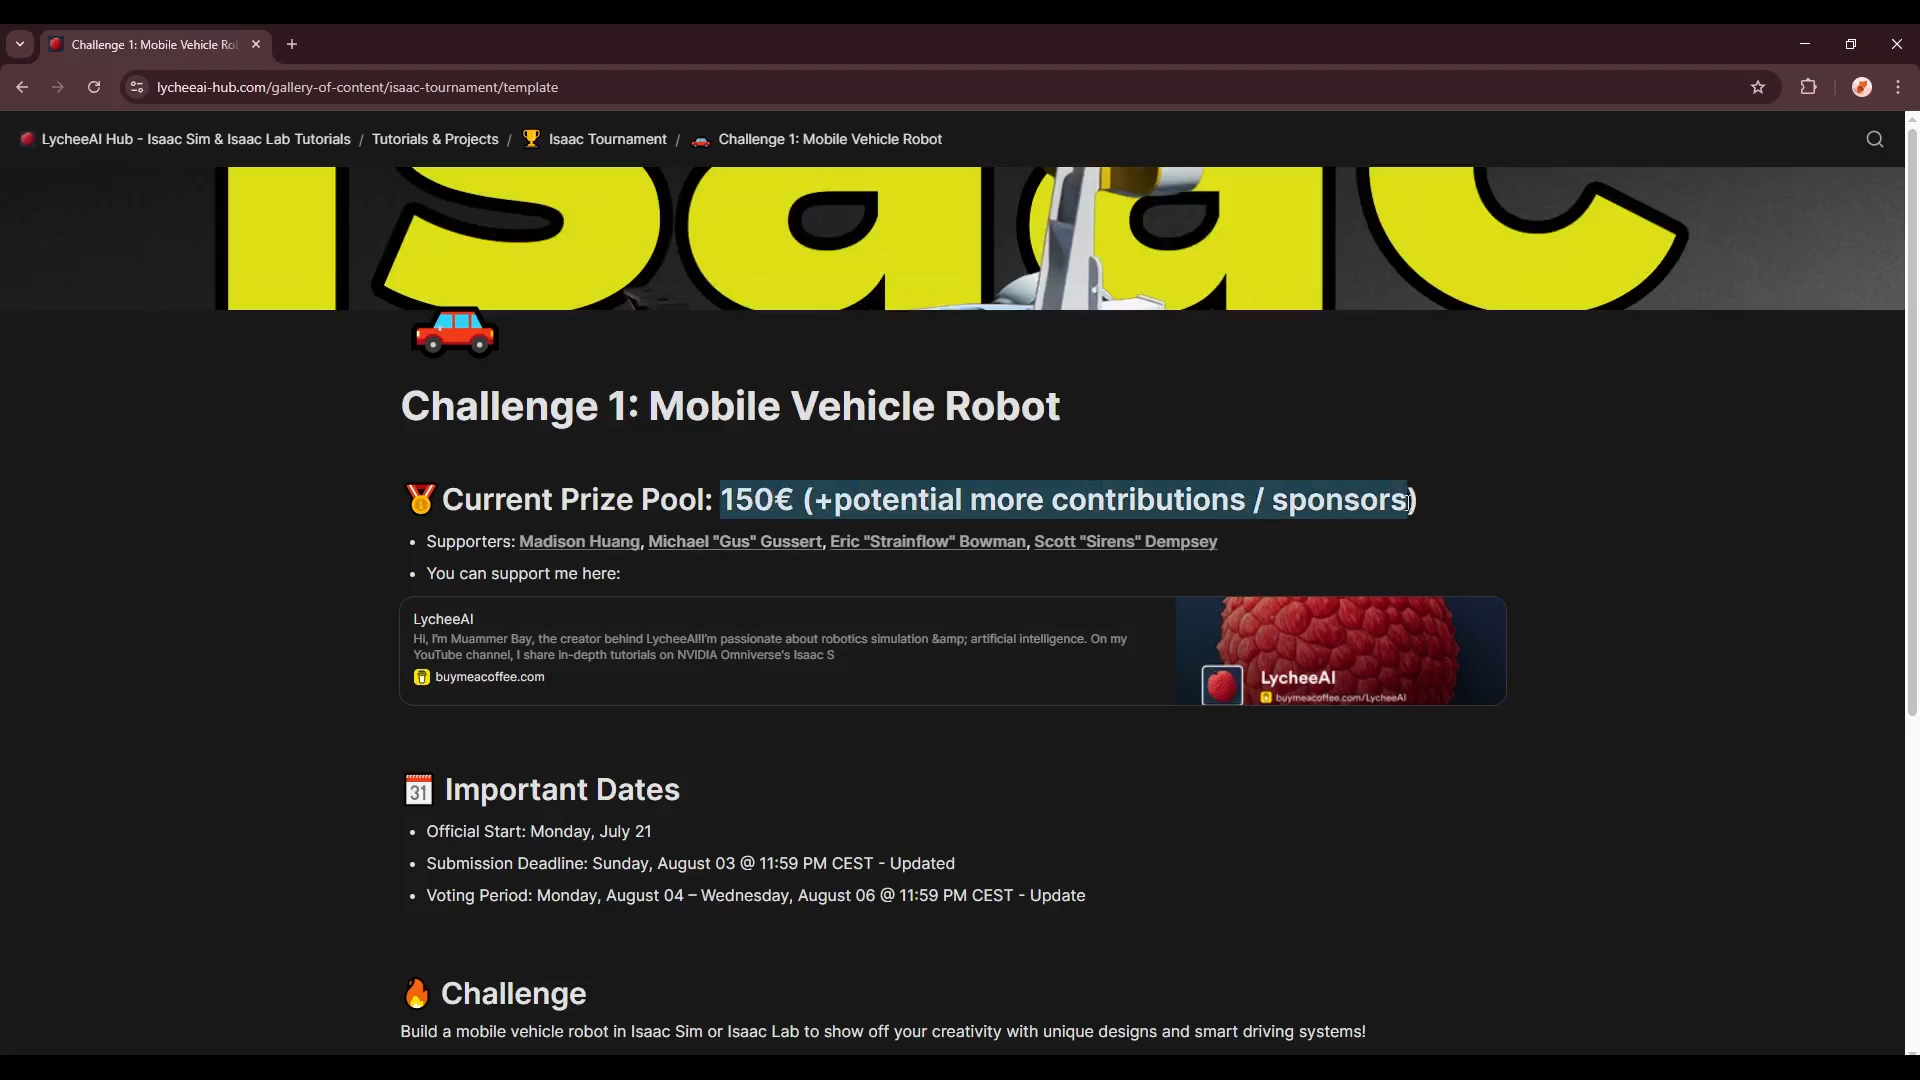 Challenge 1: Mobile Vehicle Ro
lycheeai-hub.com/gallery-of-content/isaac-tournament/template
LycheeAI Hub - Isaac Sim & Isaac Lab Tutorials / Tutorials & Projects / Isaac Tournament / Challenge 1: Mobile Vehicle Robot
Isaac
Challenge 1: Mobile Vehicle Robot
Current Prize Pool: 150€ (+potential more contributions / sponsors)
• Supporters: Madison Huang, Michael "Gus" Gussert, Eric "Strainflow" Bowman, Scott "Sirens" Dempsey
• You can support me here:
LycheeAI
Hi, I'm Muammer Bay, the creator behind LycheeAI!I'm passionate about robotics simulation &amp; artificial intelligence. On my
YouTube channel, I share in-depth tutorials on NVIDIA Omniverse's Isaac S
buymeacoffee.com
LycheeAI
buymeacoffee.com/LycheeAI
31 Important Dates
• Official Start: Monday, July 21
• Submission Deadline: Sunday, August 03 @ 11:59 PM CEST - Updated
• Voting Period: Monday, August 04 – Wednesday, August 06 @ 11:59 PM CEST - Update
Challenge
Build a mobile vehicle robot in Isaac Sim or Isaac Lab to show off your creativity with unique designs and smart driving systems!